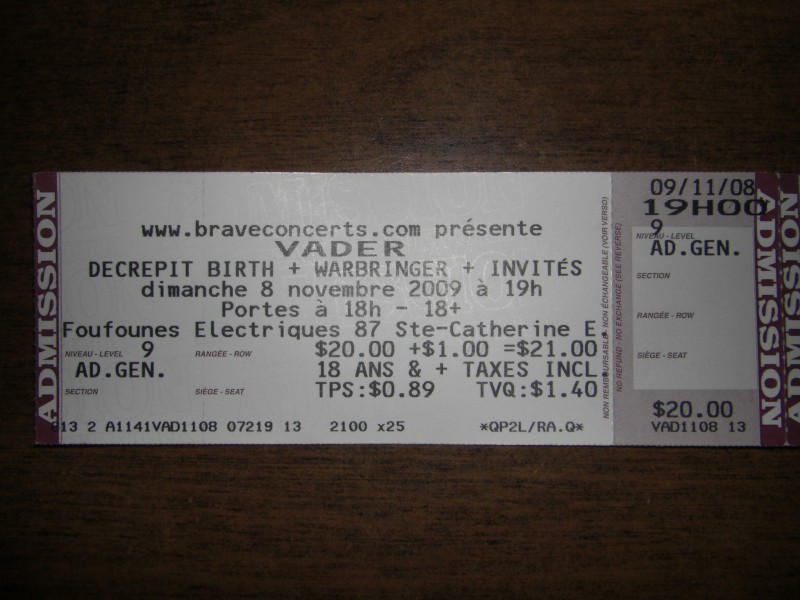 ADMISSION
www.braveconcerts.com présente
VADER
DECREPIT BIRTH + WARBRINGER + INVITÉS
dimanche 8 novembre 2009 à 19h
Portes à 18h - 18+
Foufounes Electriques 87 Ste-Catherine E.
NIVEAU - LEVEL 9 RANGÉE - ROW $20.00 +$1.00 =$21.00
AD.GEN. 18 ANS & + TAXES INCL
SECTION SIÈGE - SEAT TPS:$0.89 TVQ:$1.40
613 2 A1141VAD1108 07219 13 2100 x25 *QP2L/RA.Q*
NON REMBOURSABLE - NON ÉCHANGEABLE (VOIR VERSO)
NO REFUND - NO EXCHANGE (SEE REVERSE)
09/11/08
19H00
9
NIVEAU - LEVEL
AD.GEN.
SECTION
RANGÉE - ROW
SIÈGE - SEAT
$20.00
VAD1108 13
ADMISSION